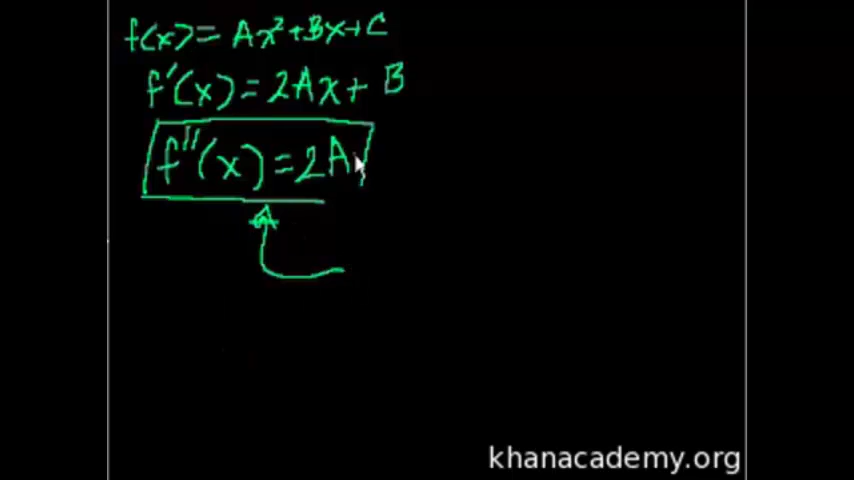 f(x) = Ax² + Bx + C
f'(x) = 2Ax + B
f''(x) = 2A
khanacademy.org